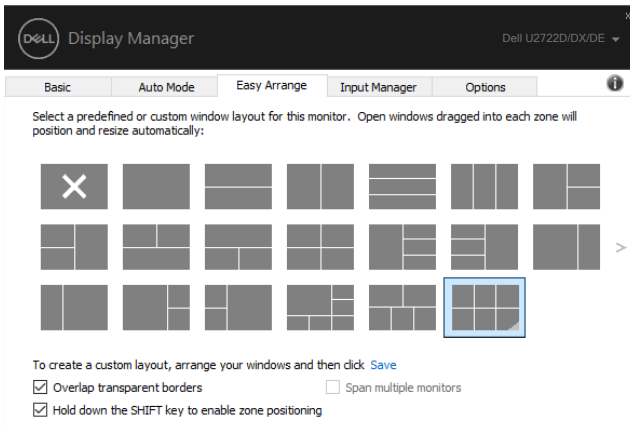 DELL Display Manager
Dell U2722D/DX/DE
Basic
Auto Mode
Easy Arrange
Input Manager
Options
Select a predefined or custom window layout for this monitor. Open windows dragged into each zone will
position and resize automatically:
To create a custom layout, arrange your windows and then click Save
Overlap transparent borders
Span multiple monitors
Hold down the SHIFT key to enable zone positioning